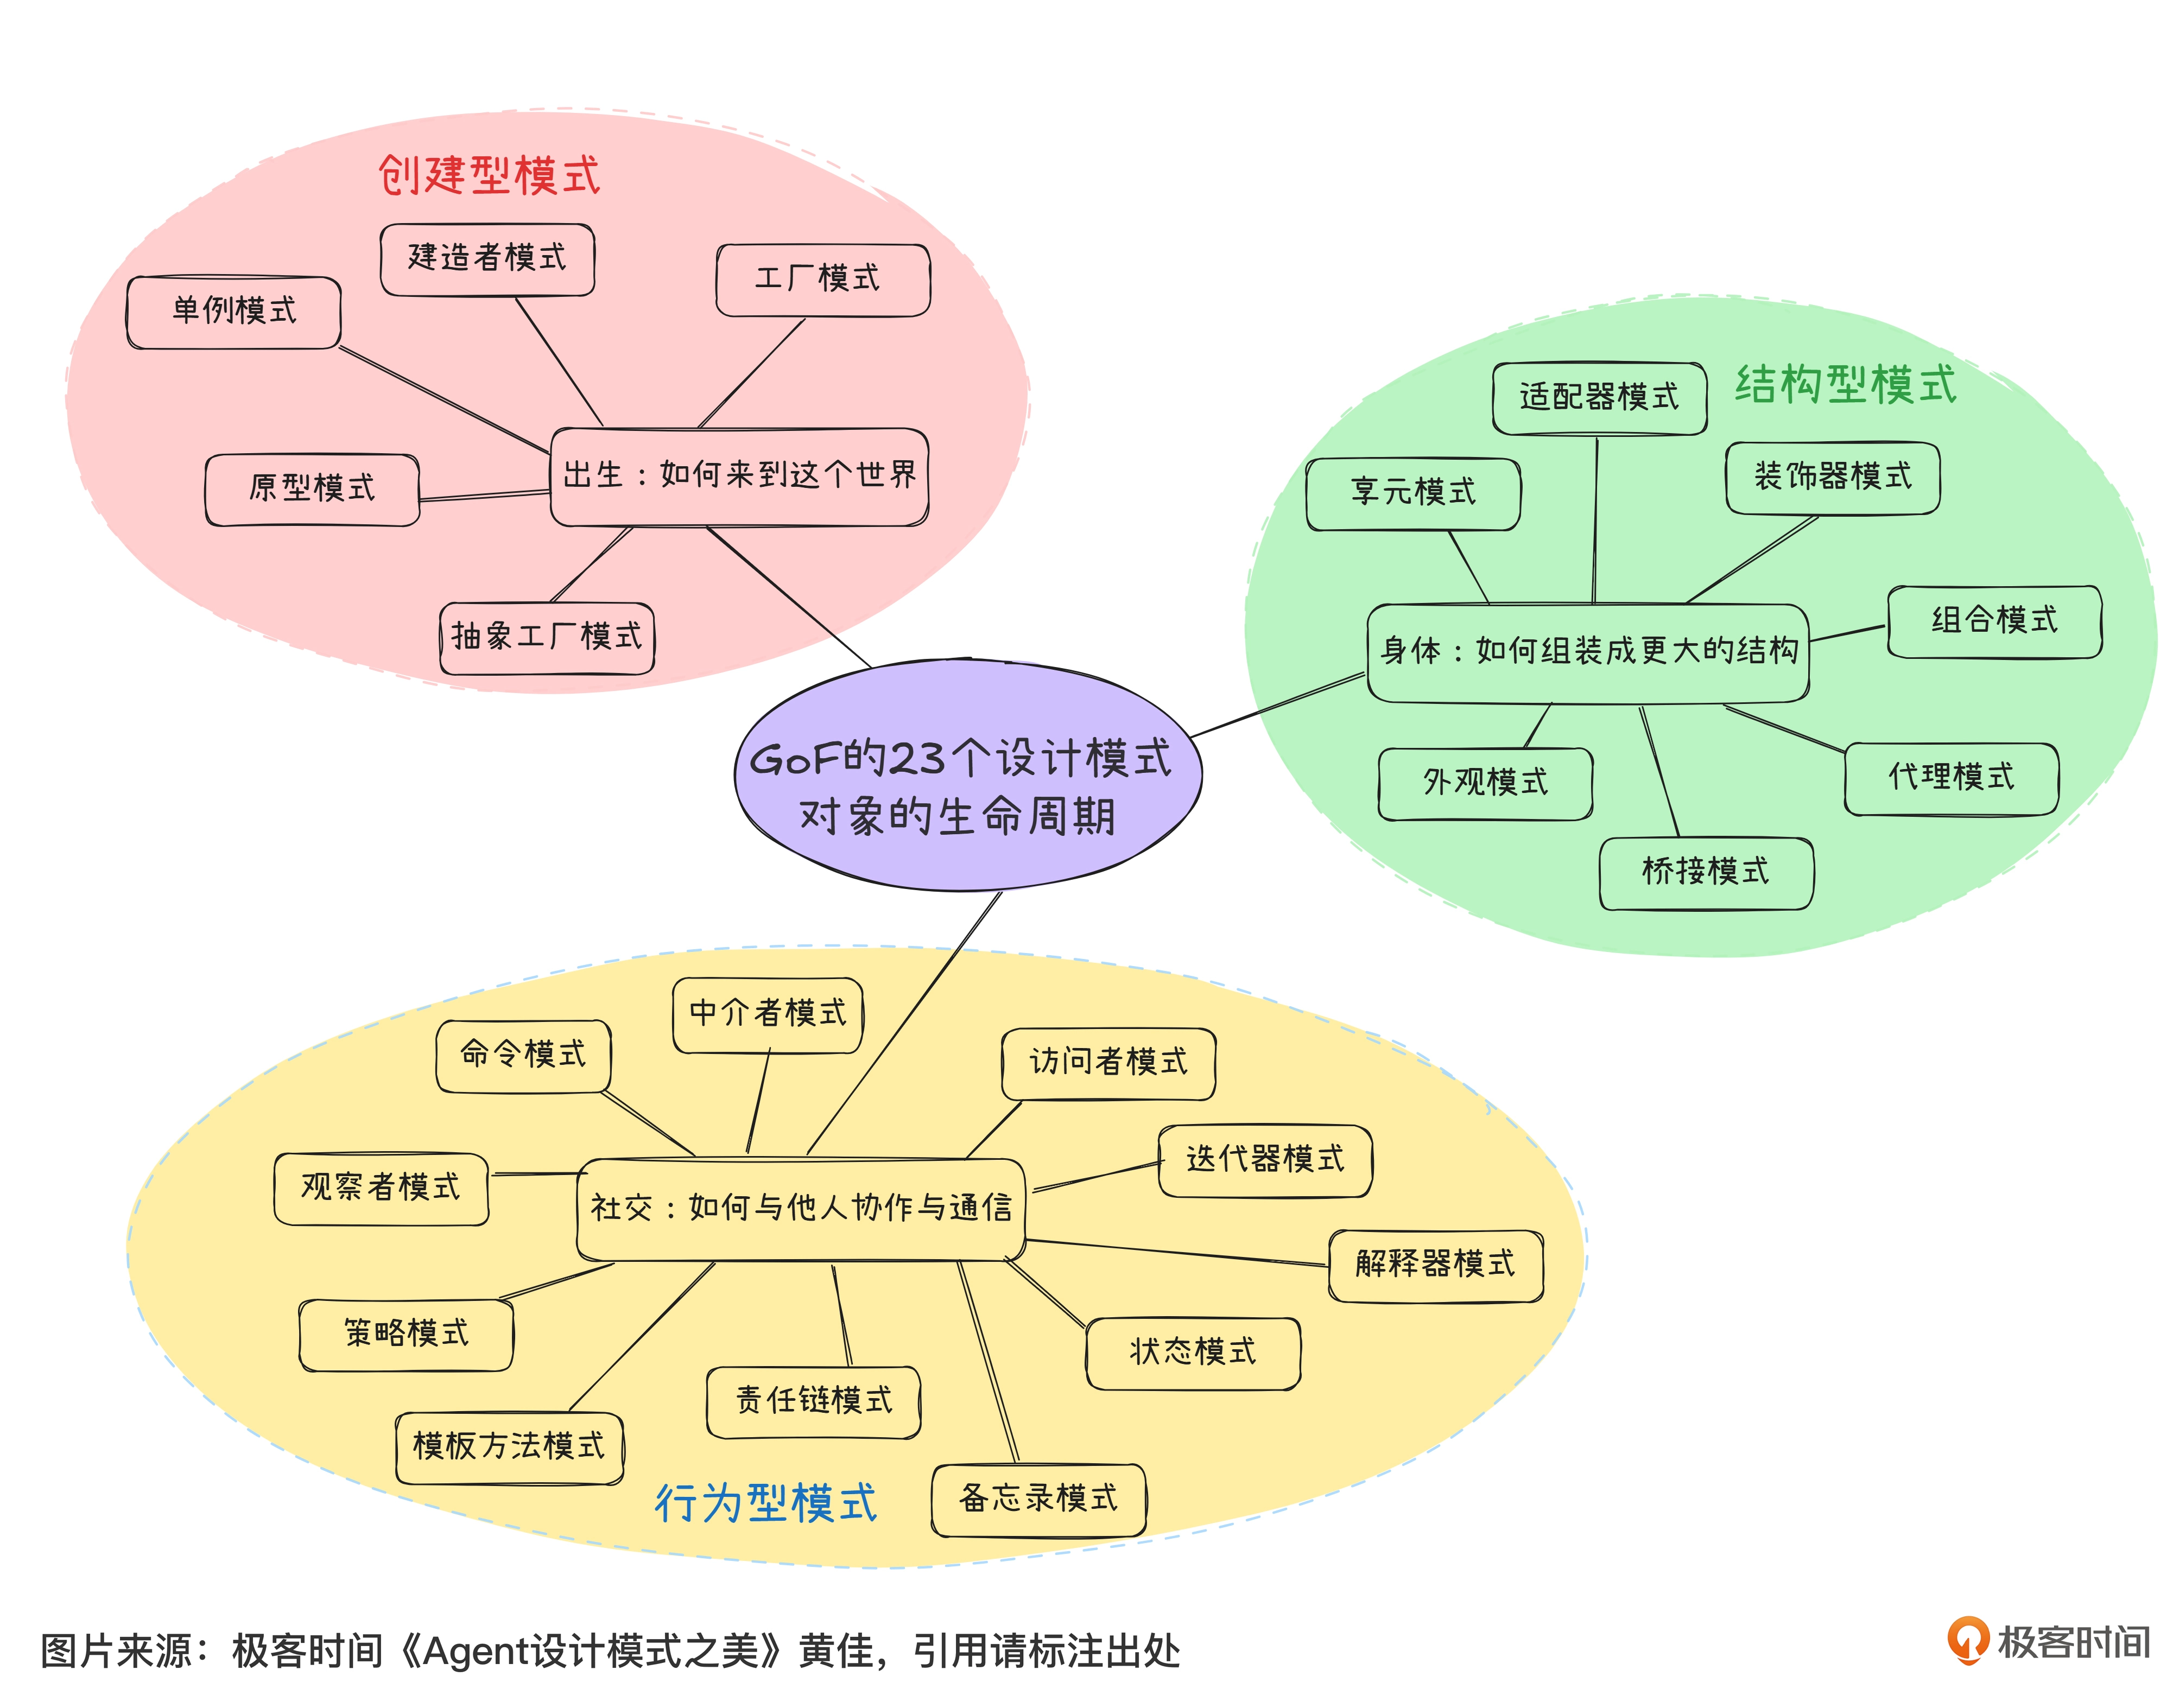 创建型模式
建造者模式
工厂模式
单例模式
出生：如何来到这个世界
原型模式
抽象工厂模式
结构型模式
适配器模式
装饰器模式
享元模式
组合模式
身体：如何组装成更大的结构
外观模式
代理模式
桥接模式
GoF的23个设计模式
对象的生命周期
中介者模式
命令模式
访问者模式
迭代器模式
观察者模式
社交：如何与他人协作与通信
解释器模式
策略模式
状态模式
责任链模式
模板方法模式
备忘录模式
行为型模式
图片来源：极客时间《Agent设计模式之美》黄佳，引用请标注出处
极客时间